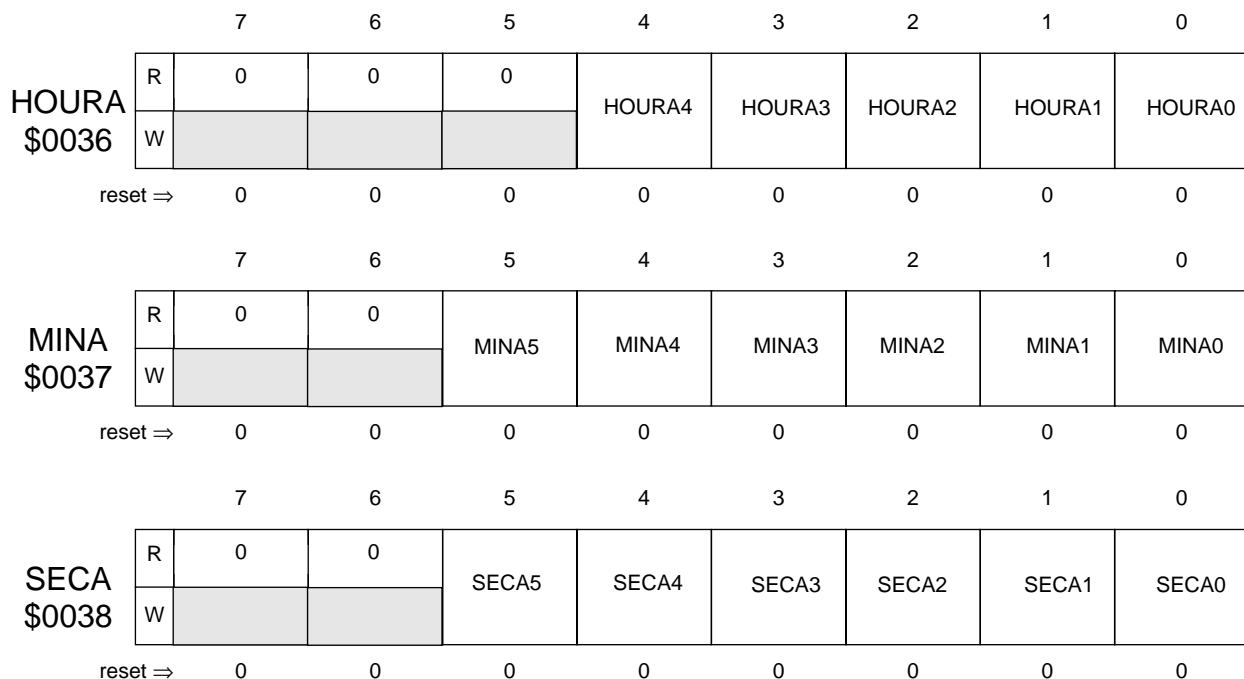 7 6 5 4 3 2 1 0
R 0 0 0
HOURA HOURA4 HOURA3 HOURA2 HOURA1 HOURA0
$0036 W
reset ⇒ 0 0 0 0 0 0 0 0
7 6 5 4 3 2 1 0
R 0 0
MINA MINA5 MINA4 MINA3 MINA2 MINA1 MINA0
$0037 W
reset ⇒ 0 0 0 0 0 0 0 0
7 6 5 4 3 2 1 0
R 0 0
SECA SECA5 SECA4 SECA3 SECA2 SECA1 SECA0
$0038 W
reset ⇒ 0 0 0 0 0 0 0 0